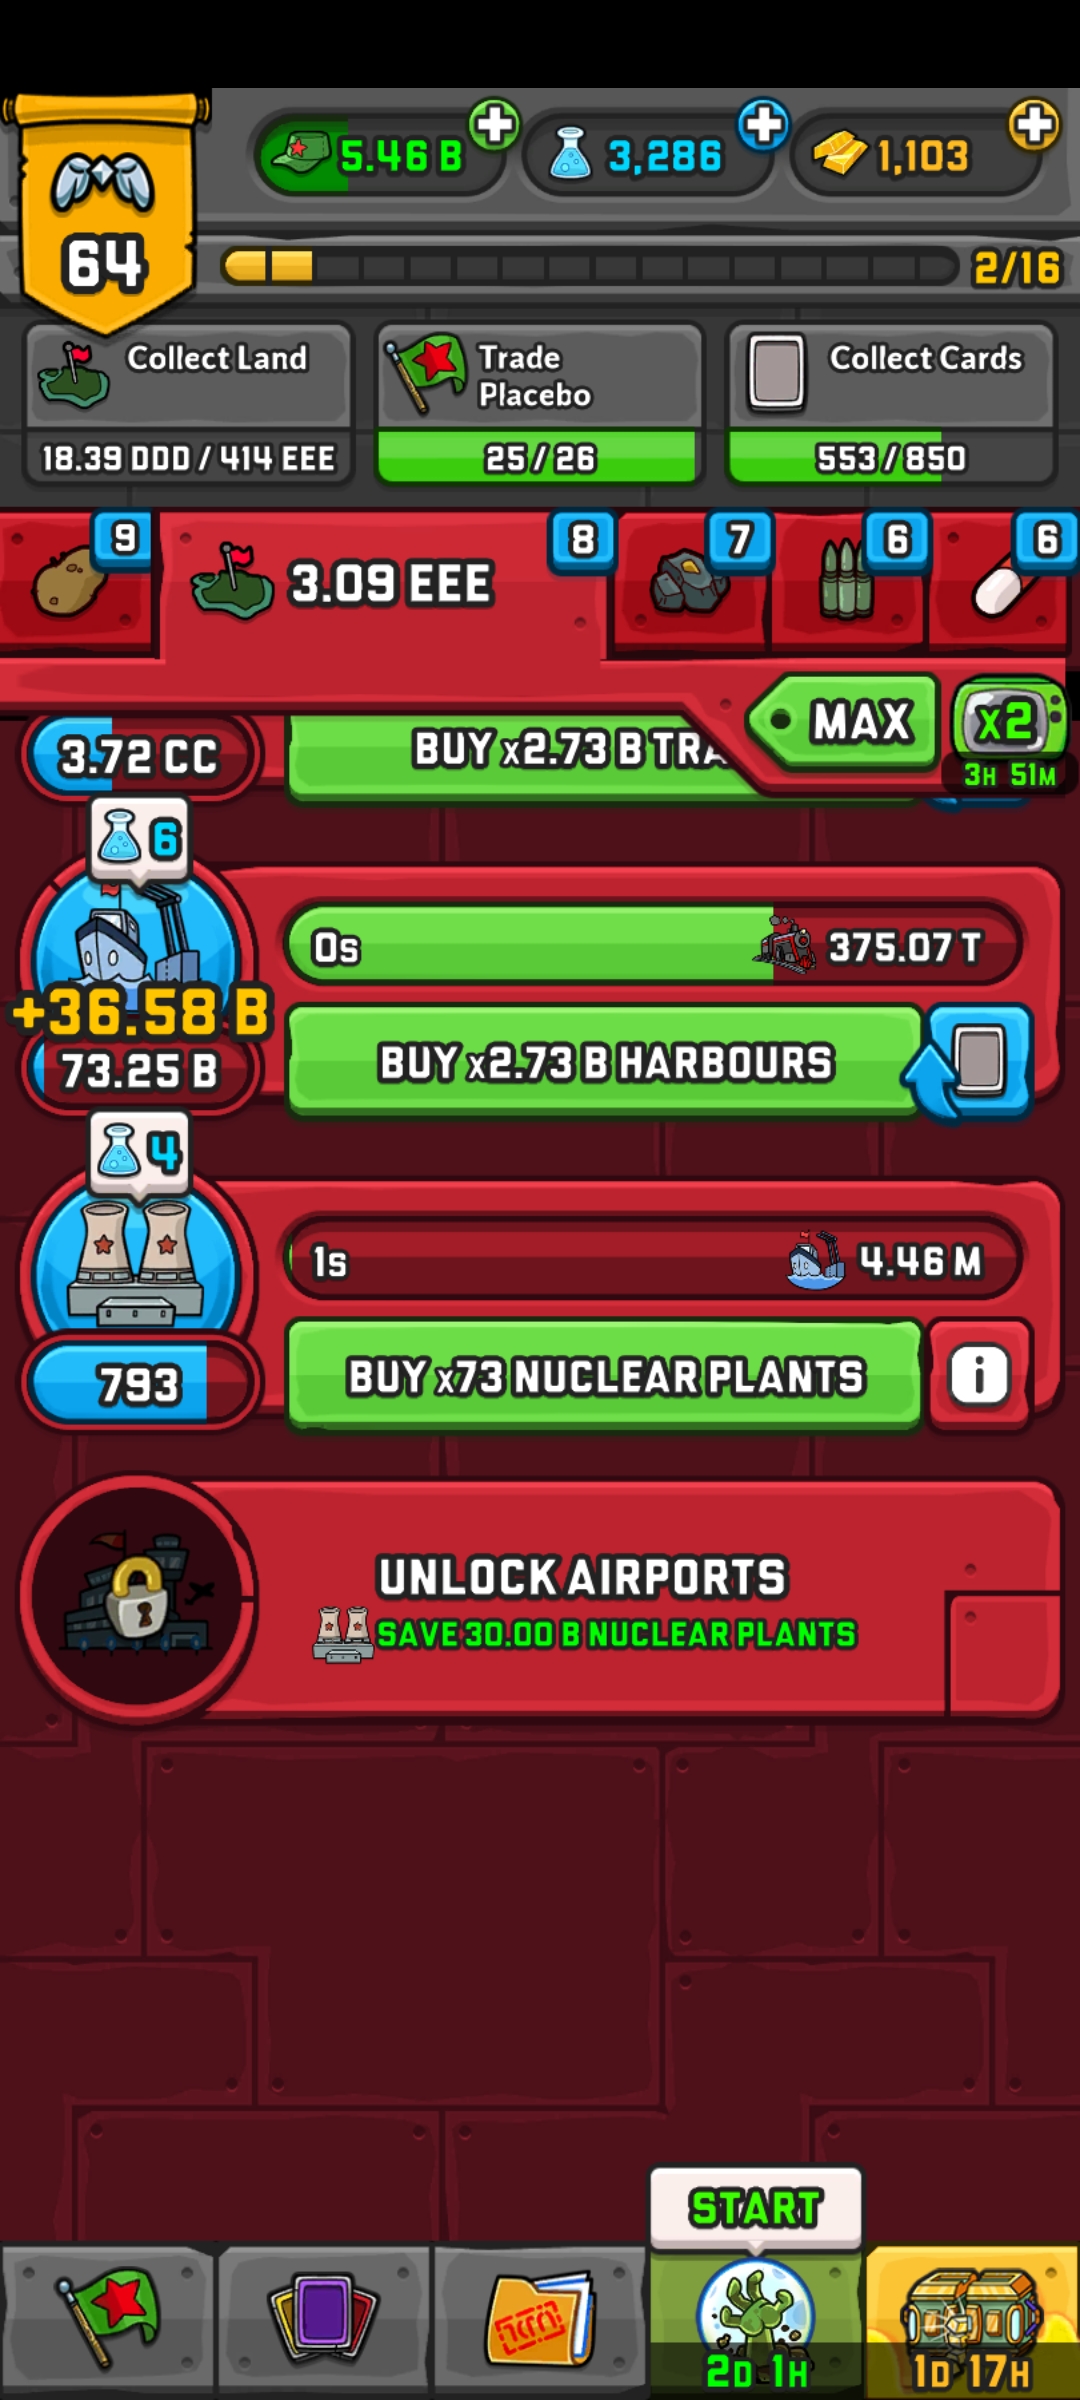 5.46 B
3,286
1,103
64
2/16
Collect Land
18.39 DDD / 414 EEE
Trade
Placebo
25 / 26
Collect Cards
553 / 850
9
3.09 EEE
8
7
6
6
MAX
x2
3H 51M
3.72 CC
BUY x2.73 B TRA
6
0s
375.07 T
+36.58 B
73.25 B
BUY x2.73 B HARBOURS
4
1s
4.46 M
793
BUY x73 NUCLEAR PLANTS
i
UNLOCK AIRPORTS
SAVE 30.00 B NUCLEAR PLANTS
START
2D 1H
1D 17H